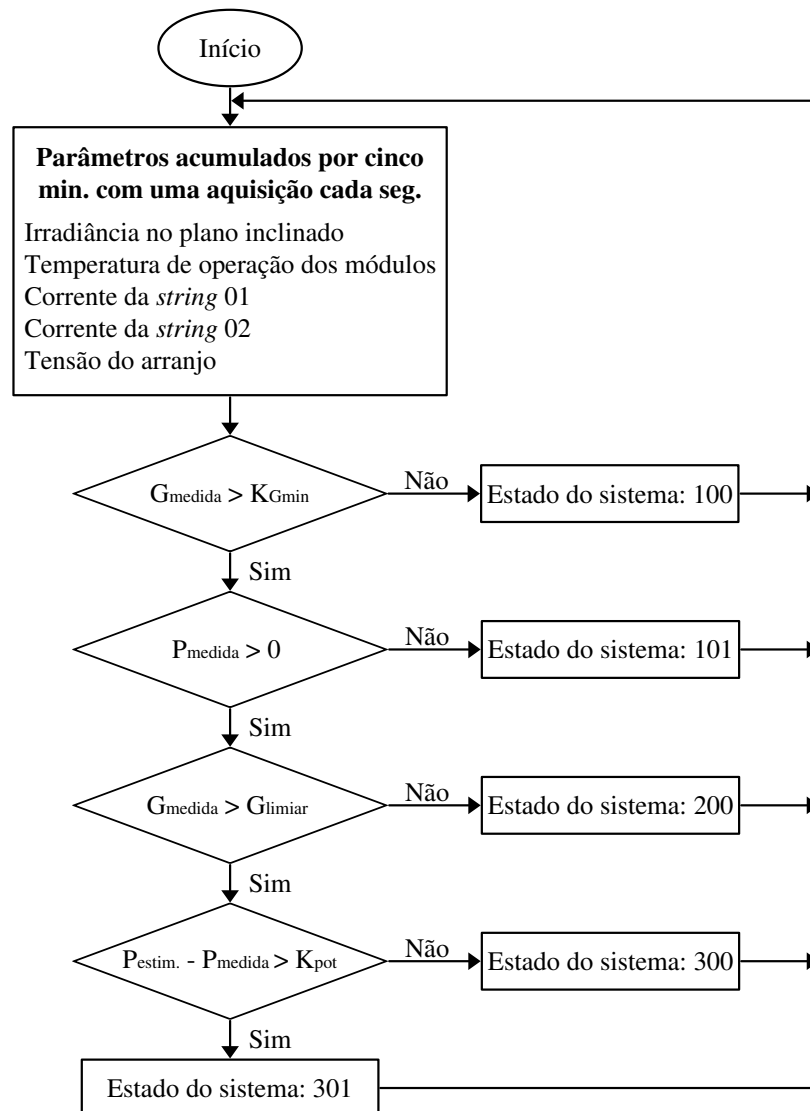 Início
Parâmetros acumulados por cinco
min. com uma aquisição cada seg.
Irradiância no plano inclinado
Temperatura de operação dos módulos
Corrente da string 01
Corrente da string 02
Tensão do arranjo
Gmedida > KGmin
Não
Estado do sistema: 100
Sim
Pmedida > 0
Não
Estado do sistema: 101
Sim
Gmedida > Glimiar
Não
Estado do sistema: 200
Sim
Pestim. - Pmedida > Kpot
Não
Estado do sistema: 300
Sim
Estado do sistema: 301